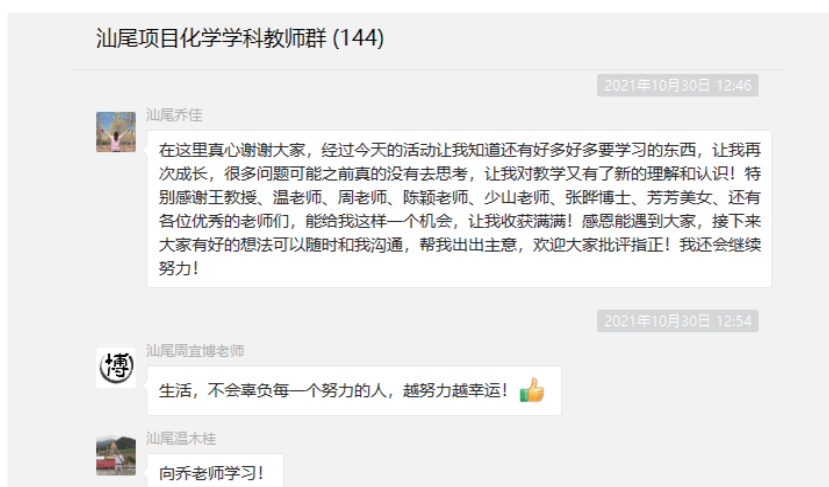 汕尾项目化学学科教师群 (144)
2021年10月30日 12:46
汕尾乔佳
在这里真心谢谢大家，经过今天的活动让我知道还有好多好多要学习的东西，让我再
次成长，很多问题可能之前真的没有去思考，让我对教学又有了新的理解和认识！特
别感谢王教授、温老师、周老师、陈颖老师、少山老师、张晔博士、芳芳美女、还有
各位优秀的老师们，能给我这样一个机会，让我收获满满！感恩能遇到大家，接下来
大家有好的想法可以随时和我沟通，帮我出出主意，欢迎大家批评指正！我还会继续
努力！
2021年10月30日 12:54
汕尾周宜博老师
博
生活，不会辜负每一个努力的人，越努力越幸运！
汕尾温木桂
向乔老师学习！